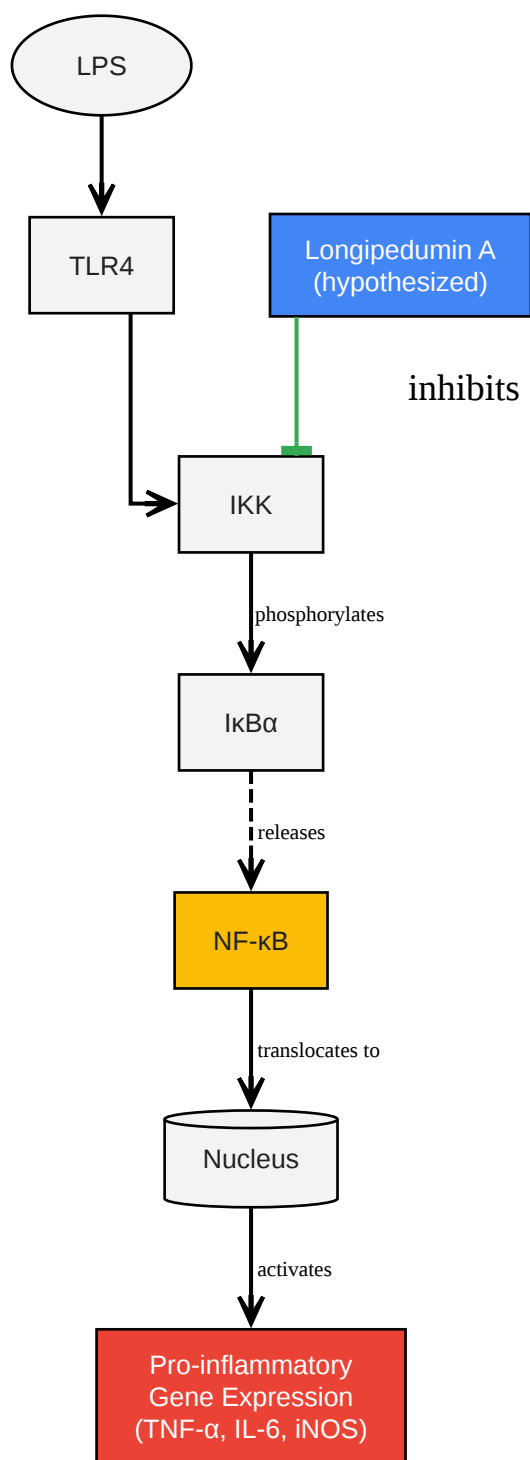 LPS
TLR4
Longipedumin A
(hypothesized)
inhibits
IKK
phosphorylates
IκBα
releases
NF-κB
translocates to
Nucleus
activates
Pro-inflammatory
Gene Expression
(TNF-α, IL-6, iNOS)